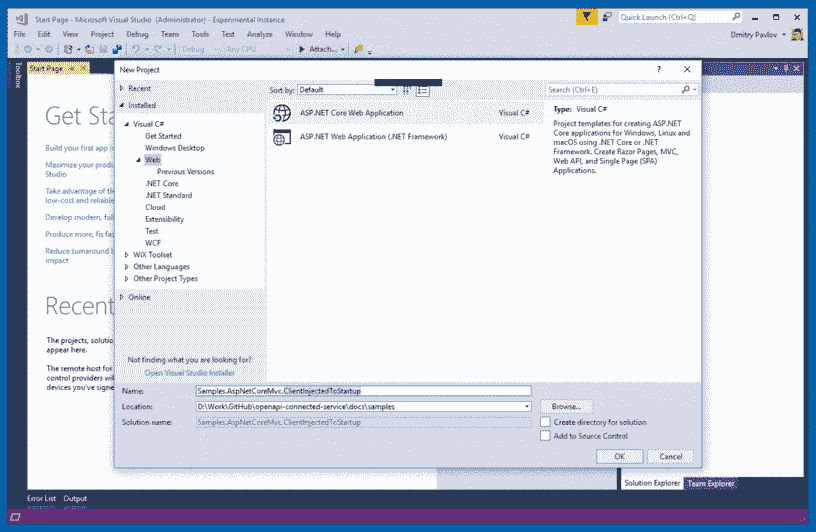 Start Page - Microsoft Visual Studio (Administrator) - Experimental Instance
Quick Launch (Ctrl+Q)
File Edit View Project Debug Team Tools Test Analyze Window Help
Dmitry Pavlov
Debug Any CPU Attach...
Toolbox
Start Page
Get Sta
Build your first app i
Maximize your produ
Studio
Take advantage of th
low-cost and reliable
Develop modern, full
Produce more, fix fas
Reduce turnaround b
impact
Recent
The projects, solutio
appear here.
The remote host for
control providers will
devices you've signe
New Project
? 
Recent
Installed
Visual C#
Get Started
Windows Desktop
Web
Previous Versions
.NET Core
.NET Standard
Cloud
Extensibility
Test
WCF
WiX Toolset
Other Languages
Other Project Types
Online
Not finding what you are looking for?
Open Visual Studio Installer
Sort by: Default
ASP.NET Core Web Application Visual C#
ASP.NET Web Application (.NET Framework) Visual C#
Search (Ctrl+E)
Type: Visual C#
Project templates for creating ASP.NET
Core applications for Windows, Linux and
macOS using .NET Core or .NET
Framework. Create Razor Pages, MVC,
Web API, and Single Page (SPA)
Applications.
Name: Samples.AspNetCoreMvc.ClientInjectedToStartup
Location: D:\Work\GitHub\openapi-connected-service\docs\samples
Browse...
Solution name: Samples.AspNetCoreMvc.ClientInjectedToStartup
Create directory for solution
Add to Source Control
OK Cancel
Solution Explorer Team Explorer
Error List Output